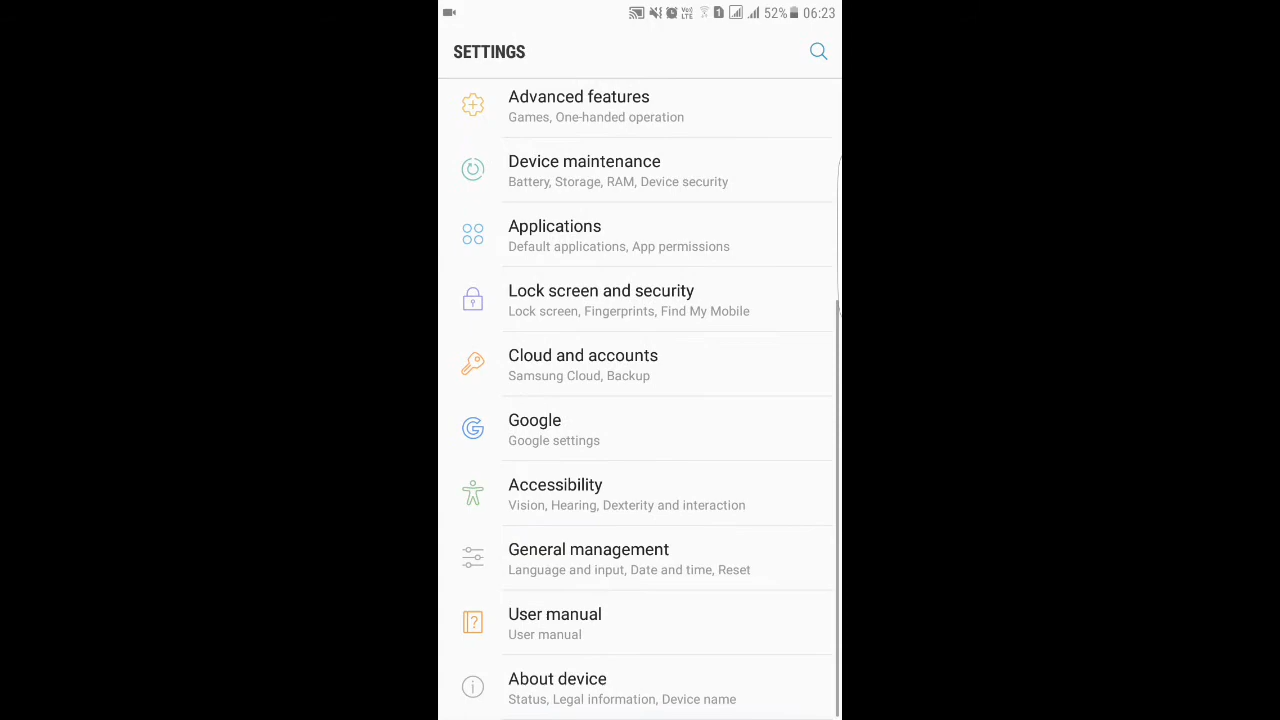 VoLTE 1 52% 06:23
SETTINGS
Advanced features
Games, One-handed operation
Device maintenance
Battery, Storage, RAM, Device security
Applications
Default applications, App permissions
Lock screen and security
Lock screen, Fingerprints, Find My Mobile
Cloud and accounts
Samsung Cloud, Backup
Google
Google settings
Accessibility
Vision, Hearing, Dexterity and interaction
General management
Language and input, Date and time, Reset
User manual
User manual
About device
Status, Legal information, Device name